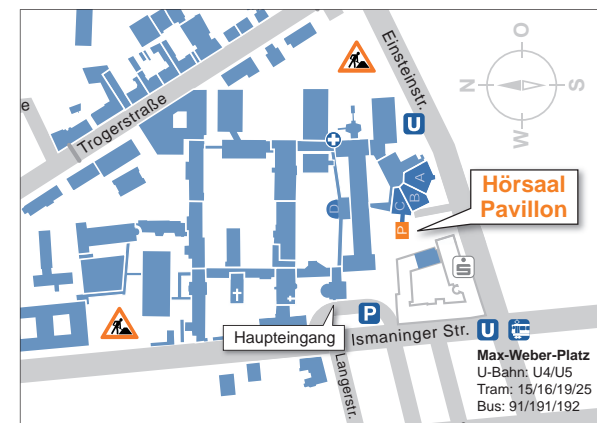 Einsteinstr.
O
N
S
W
e
Trogerstraße
U
A
B
C
D
P
Hörsaal
Pavillon
S
P
Haupteingang
Ismaninger Str.
U
Langerstr.
Max-Weber-Platz
U-Bahn: U4/U5
Tram: 15/16/19/25
Bus: 91/191/192